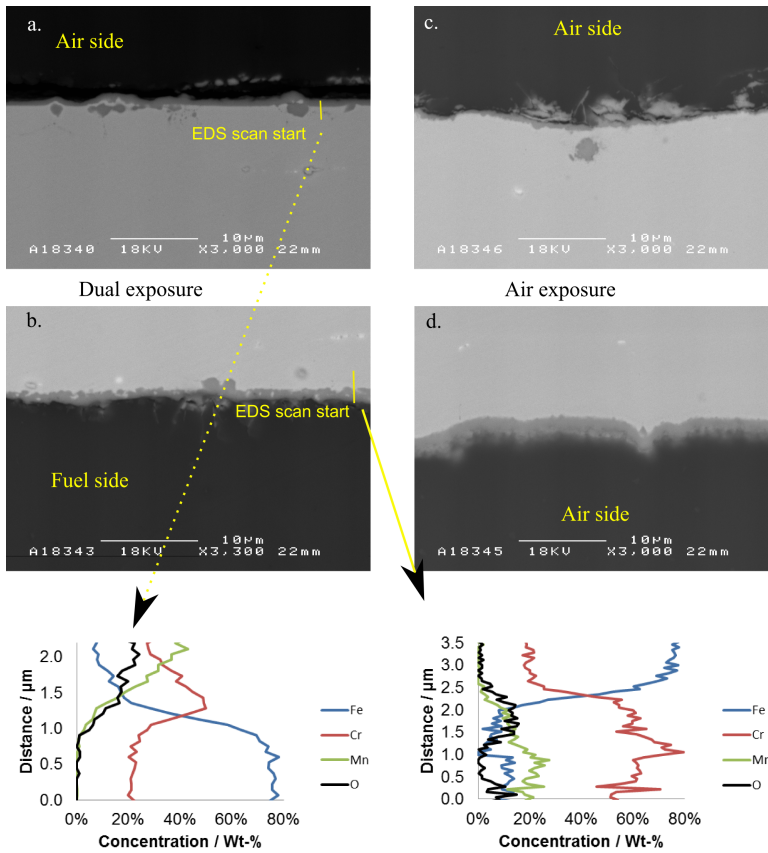 a.
Air side
EDS scan start
10µm
A18340 18KV X3,000 22mm
c.
Air side
10µm
A18346 18KV X3,000 22mm
Dual exposure
Air exposure
b.
EDS scan start
Fuel side
10µm
A18343 18KV X3,300 22mm
d.
Air side
10µm
A18345 18KV X3,000 22mm
Distance / µm
2.0
1.5
1.0
0.5
0.0
0% 20% 40% 60% 80%
Concentration / Wt-%
Fe
Cr
Mn
O
Distance / µm
3.5
3.0
2.5
2.0
1.5
1.0
0.5
0.0
0% 20% 40% 60% 80%
Concentration / Wt-%
Fe
Cr
Mn
O